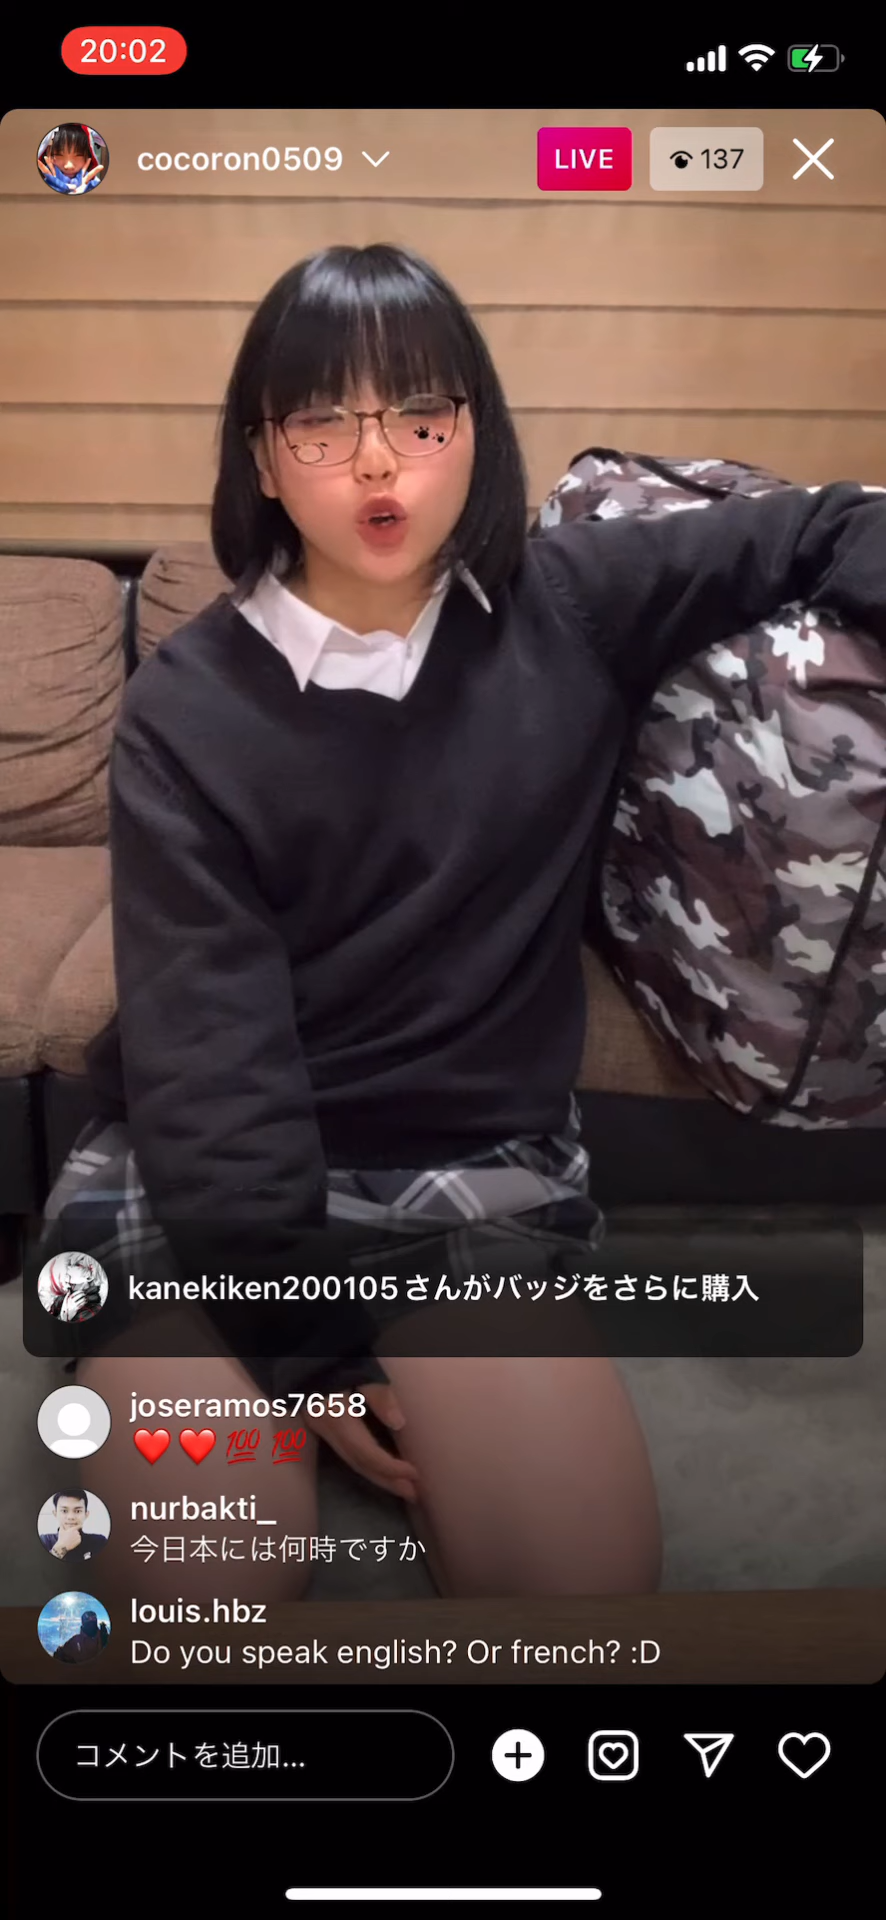 20:02
cocoron0509
LIVE
137
kanekiken200105さんがバッジをさらに購入
joseramos7658
❤️❤️💯💯
nurbakti_
今日本には何時ですか
louis.hbz
Do you speak english? Or french? :D
コメントを追加...